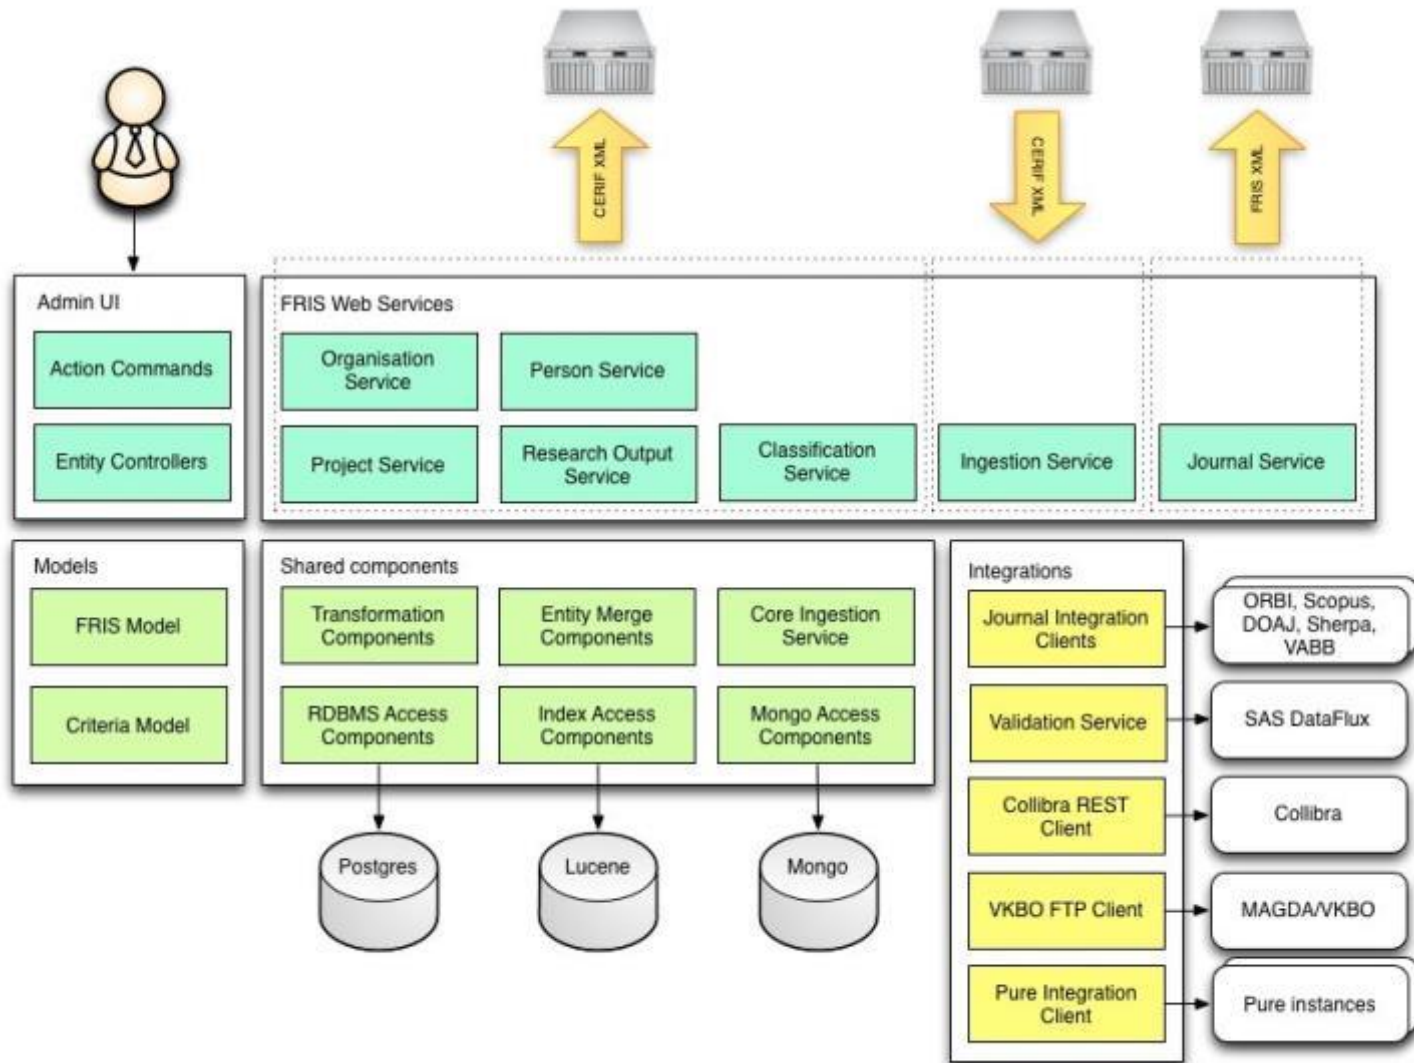 CERIF XML
CERIF XML
FRIS XML
Admin UI
Action Commands
Entity Controllers
FRIS Web Services
Organisation
Service
Person Service
Project Service
Research Output
Service
Classification
Service
Ingestion Service
Journal Service
Models
FRIS Model
Criteria Model
Shared components
Transformation
Components
Entity Merge
Components
Core Ingestion
Service
RDBMS Access
Components
Index Access
Components
Mongo Access
Components
Postgres
Lucene
Mongo
Integrations
Journal Integration
Clients
ORBI, Scopus,
DOAJ, Sherpa,
VABB
Validation Service
SAS DataFlux
Collibra REST
Client
Collibra
VKBO FTP Client
MAGDA/VKBO
Pure Integration
Client
Pure instances